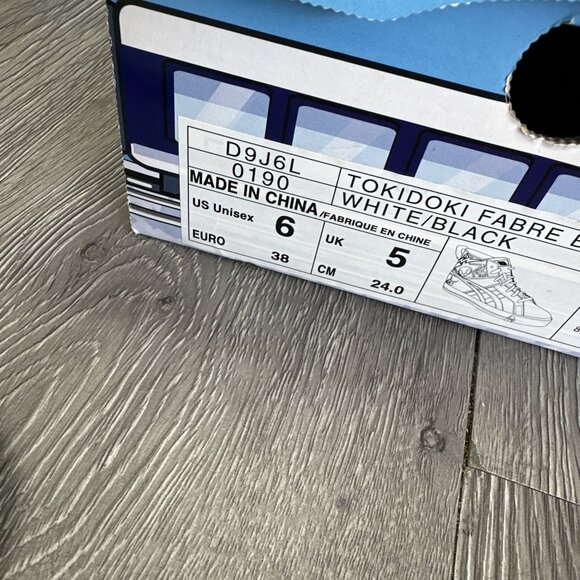 D9J6L
0190
TOKIDOKI FABRE
WHITE/BLACK
MADE IN CHINA/FABRIQUE EN CHINE
US Unisex 6
UK 5
EURO 38
CM 24.0